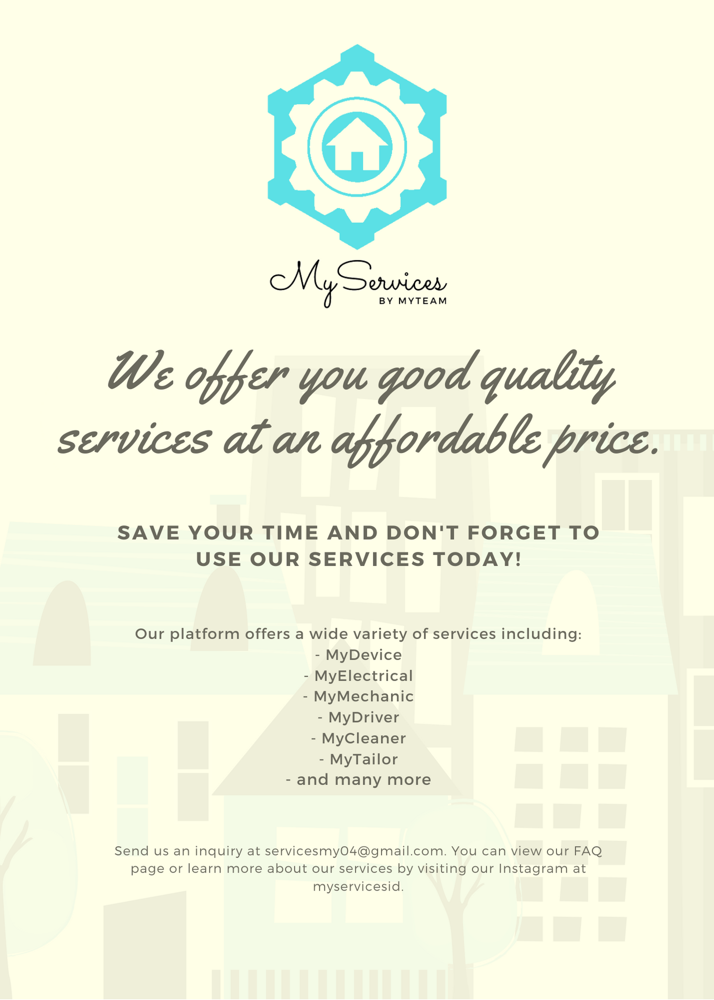 My Services
BY MYTEAM
We offer you good quality
services at an affordable price.
SAVE YOUR TIME AND DON'T FORGET TO
USE OUR SERVICES TODAY!
Our platform offers a wide variety of services including:
- MyDevice
- MyElectrical
- MyMechanic
- MyDriver
- MyCleaner
- MyTailor
- and many more
Send us an inquiry at servicesmy04@gmail.com. You can view our FAQ
page or learn more about our services by visiting our Instagram at
myservicesid.